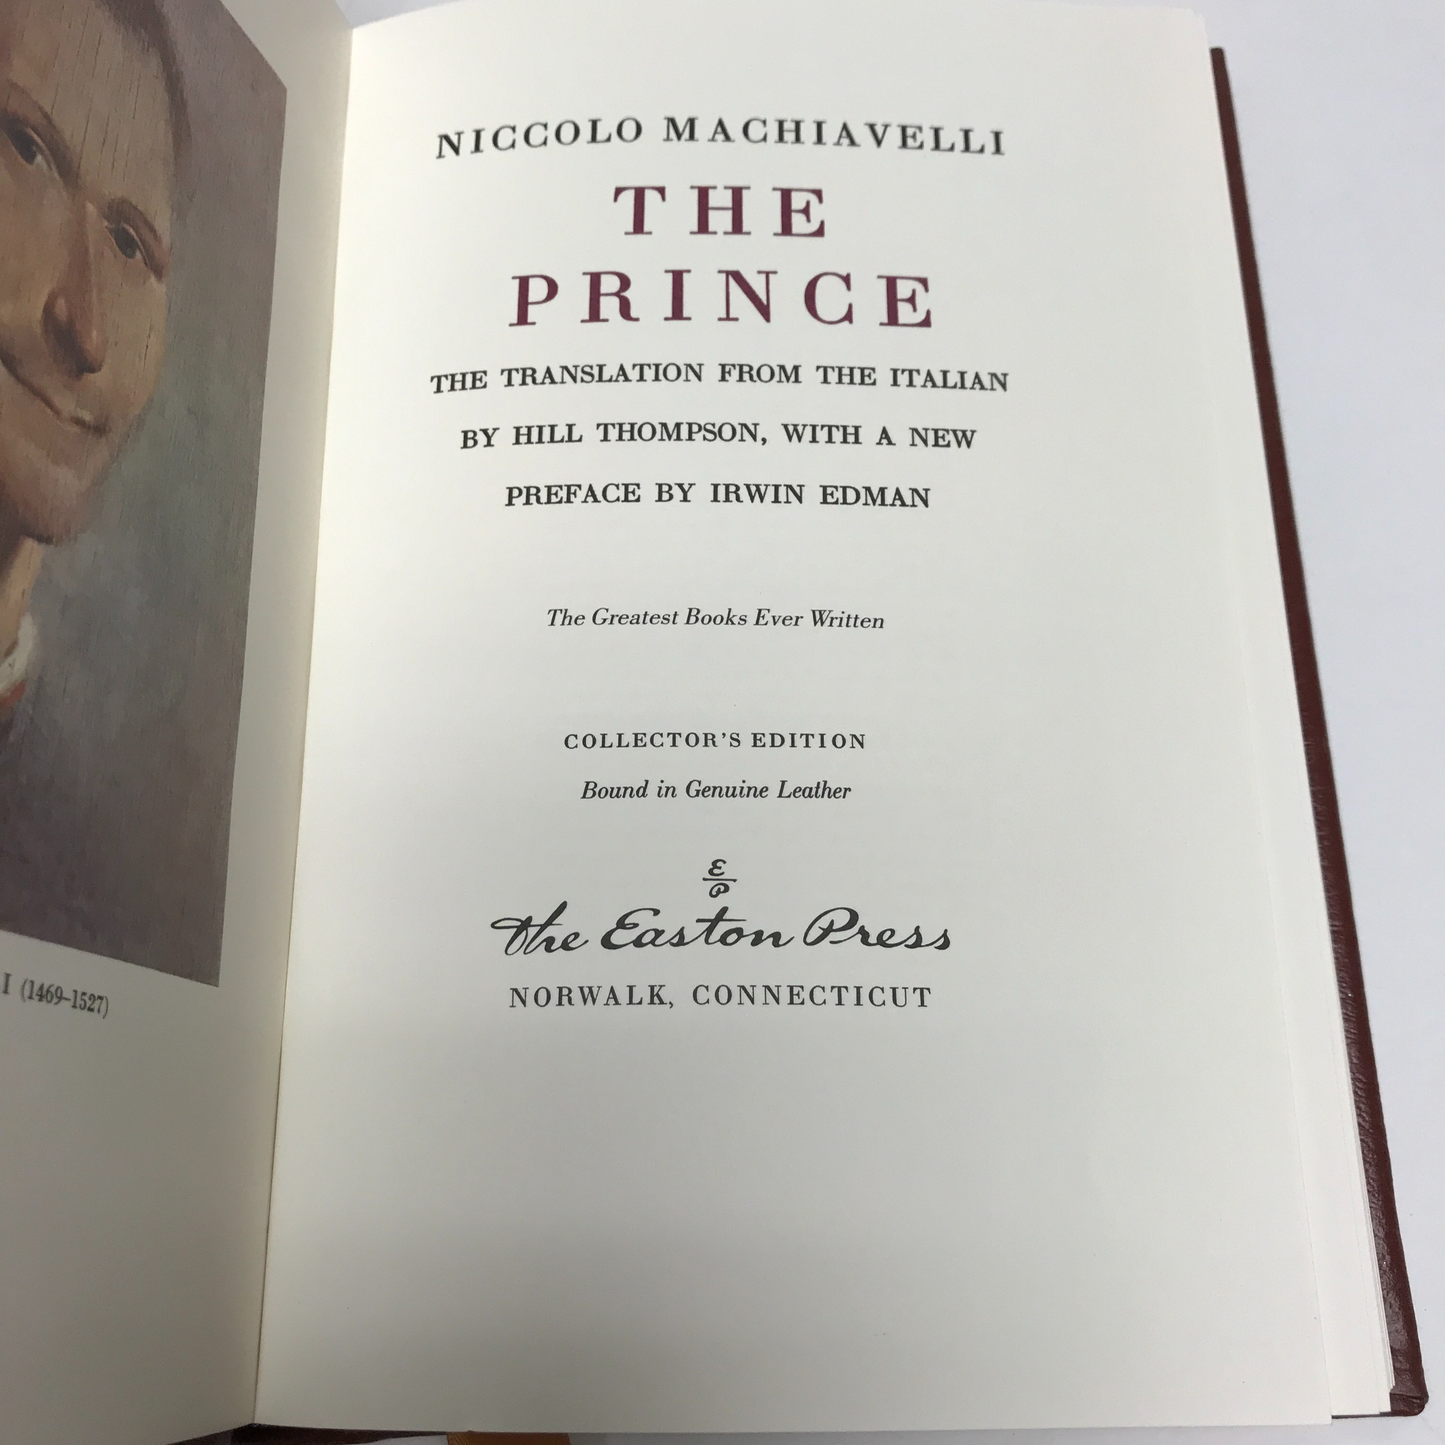 I (1469–1527)
NICCOLO MACHIAVELLI
THE
PRINCE
THE TRANSLATION FROM THE ITALIAN
BY HILL THOMPSON, WITH A NEW
PREFACE BY IRWIN EDMAN
The Greatest Books Ever Written
COLLECTOR'S EDITION
Bound in Genuine Leather
E
P
The Easton Press
NORWALK, CONNECTICUT